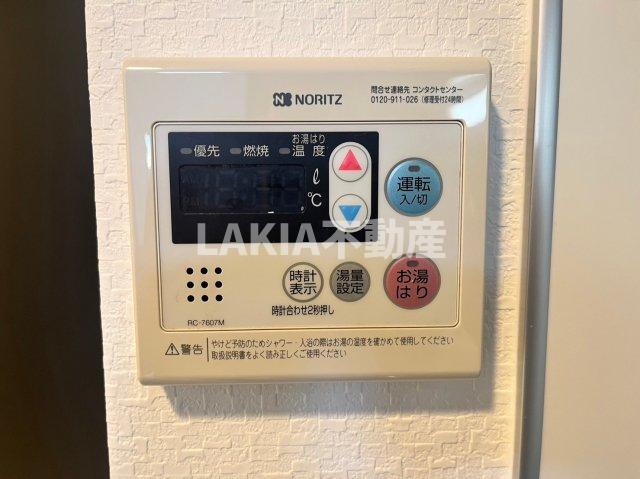 NORITZ
問合せ連絡先 コンタクトセンター
0120-911-026（修理受付24時間）
お湯はり
優先 燃焼 温度
ℓ
℃
運転
入/切
LAKIA不動産
時計
表示
湯量
設定
お湯
はり
時計合わせ2秒押し
RC-7607M
警告
やけど予防のためシャワー・入浴の際はお湯の温度を確かめて使用してください
取扱説明書をよく読み正しくご使用ください